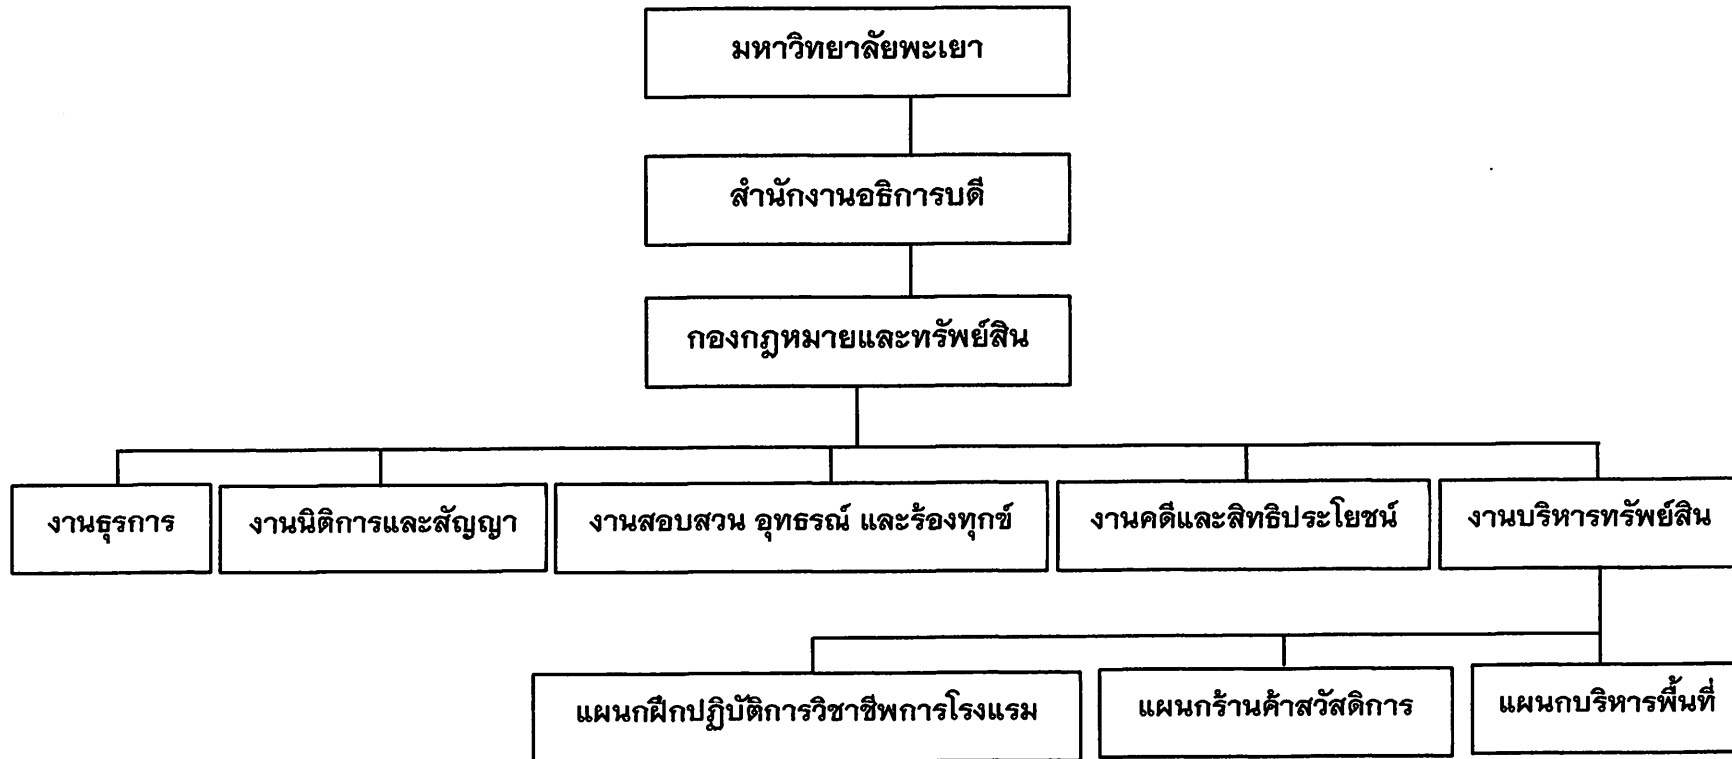 มหาวิทยาลัยพะเยา
สำนักงานอธิการบดี
กองกฎหมายและทรัพย์สิน
งานธุรการ
งานนิติการและสัญญา
งานสอบสวน อุทธรณ์ และร้องทุกข์
งานคดีและสิทธิประโยชน์
งานบริหารทรัพย์สิน
แผนกฝึกปฏิบัติการวิชาชีพการโรงแรม
แผนกร้านค้าสวัสดิการ
แผนกบริหารพื้นที่